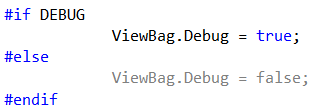 #if DEBUG
            ViewBag.Debug = true;
#else
            ViewBag.Debug = false;
#endif